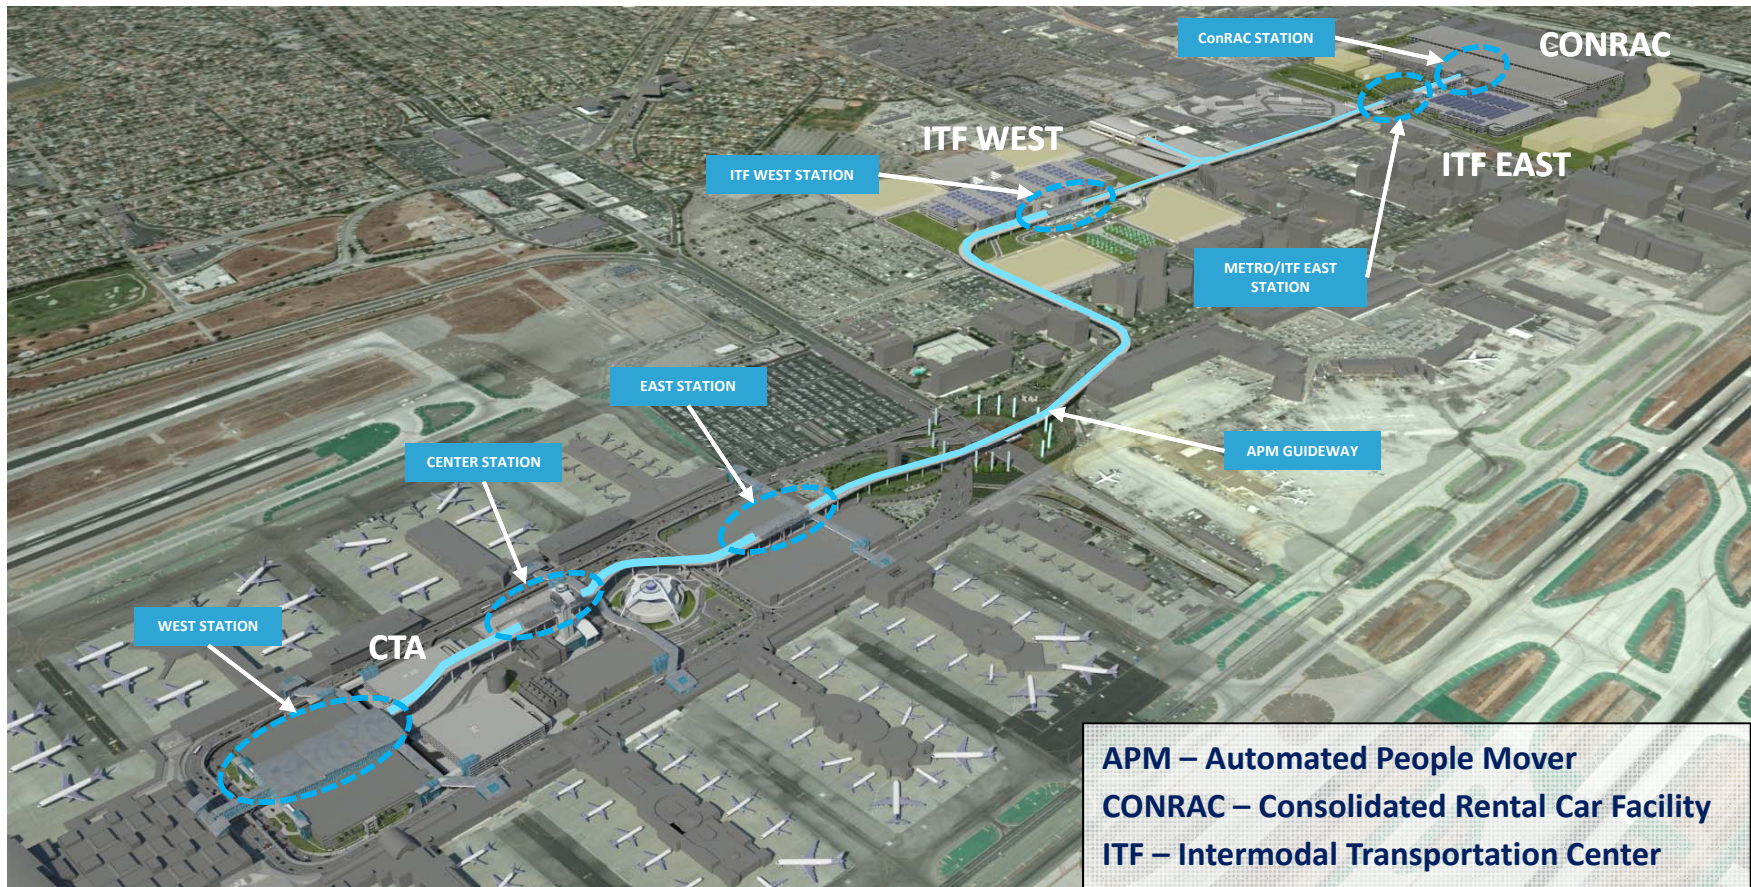 ConRAC STATION
CONRAC
ITF WEST
ITF WEST STATION
ITF EAST
METRO/ITF EAST
STATION
EAST STATION
CENTER STATION
APM GUIDEWAY
WEST STATION
CTA
APM – Automated People Mover
CONRAC – Consolidated Rental Car Facility
ITF – Intermodal Transportation Center